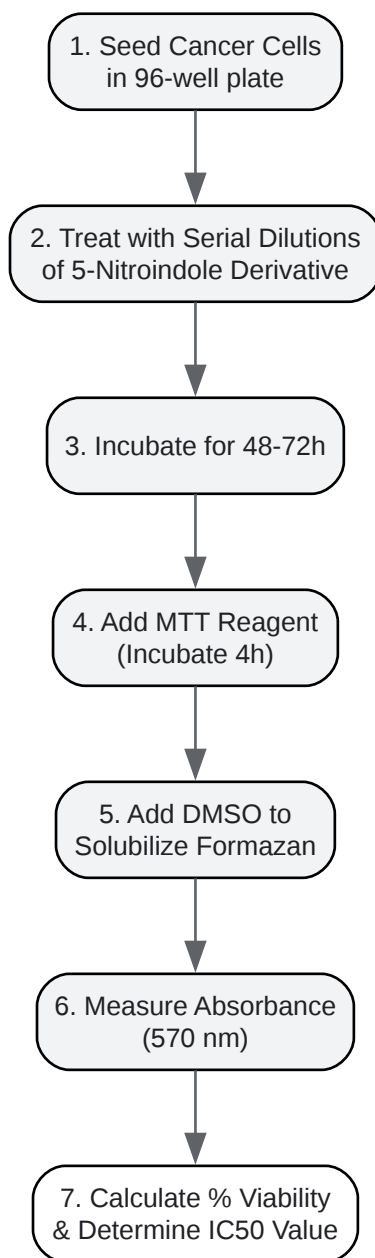 1. Seed Cancer Cells
in 96-well plate
2. Treat with Serial Dilutions
of 5-Nitroindole Derivative
3. Incubate for 48-72h
4. Add MTT Reagent
(Incubate 4h)
5. Add DMSO to
Solubilize Formazan
6. Measure Absorbance
(570 nm)
7. Calculate % Viability
& Determine IC50 Value